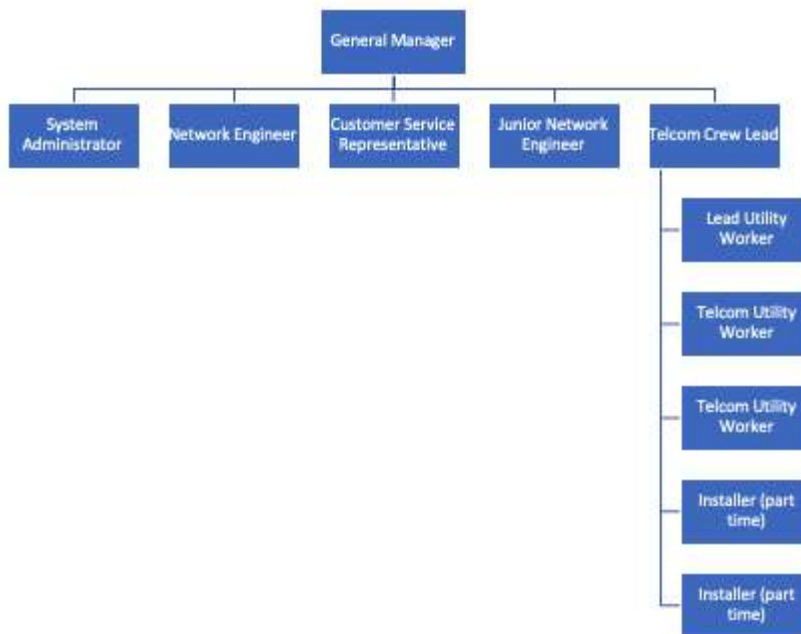 General Manager
System
Administrator
Network Engineer
Customer Service
Representative
Junior Network
Engineer
Telcom Crew Lead
Lead Utility
Worker
Telcom Utility
Worker
Telcom Utility
Worker
Installer (part
time)
Installer (part
time)